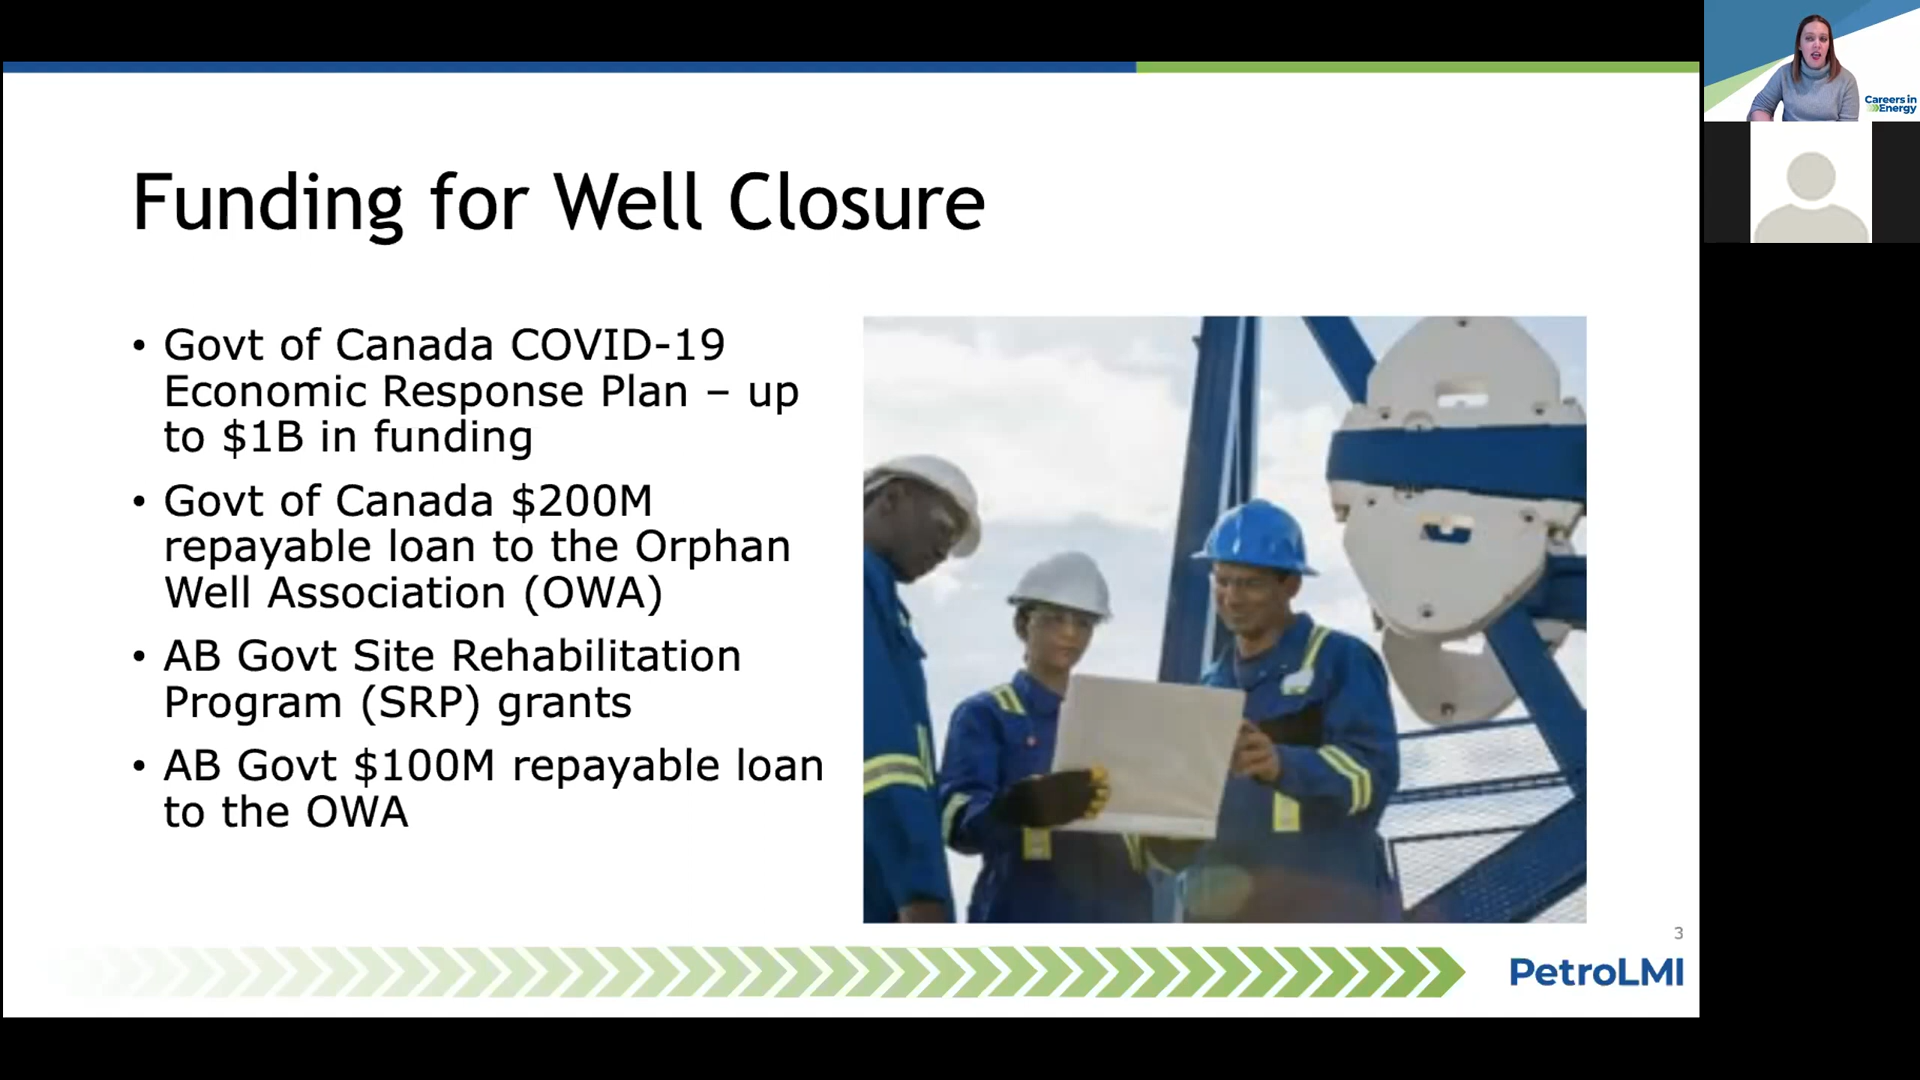 Funding for Well Closure
• Govt of Canada COVID-19
Economic Response Plan – up
to $1B in funding
• Govt of Canada $200M
repayable loan to the Orphan
Well Association (OWA)
• AB Govt Site Rehabilitation
Program (SRP) grants
• AB Govt $100M repayable loan
to the OWA
3
PetroLMI
Careers in
Energy